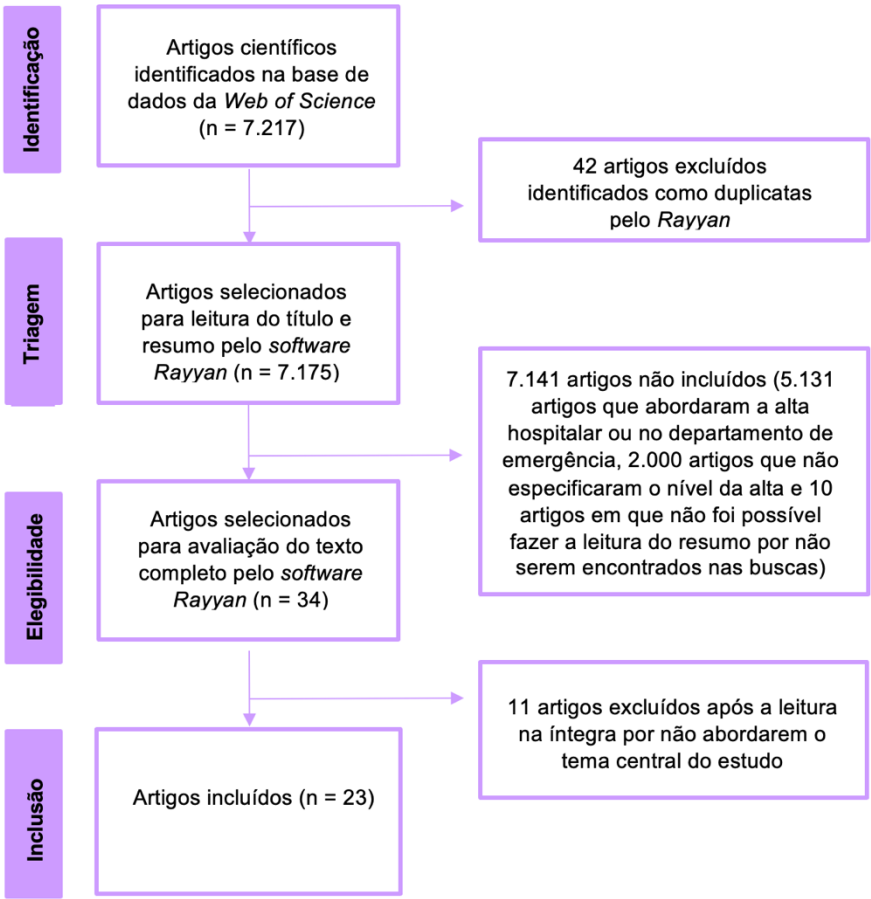 Identificação
Artigos científicos
identificados na base de
dados da Web of Science
(n = 7.217)
42 artigos excluídos
identificados como duplicatas
pelo Rayyan
Triagem
Artigos selecionados
para leitura do título e
resumo pelo software
Rayyan (n = 7.175)
7.141 artigos não incluídos (5.131
artigos que abordaram a alta
hospitalar ou no departamento de
emergência, 2.000 artigos que não
especificaram o nível da alta e 10
artigos em que não foi possível
fazer a leitura do resumo por não
serem encontrados nas buscas)
Elegibilidade
Artigos selecionados
para avaliação do texto
completo pelo software
Rayyan (n = 34)
11 artigos excluídos após a leitura
na íntegra por não abordarem o
tema central do estudo
Inclusão
Artigos incluídos (n = 23)